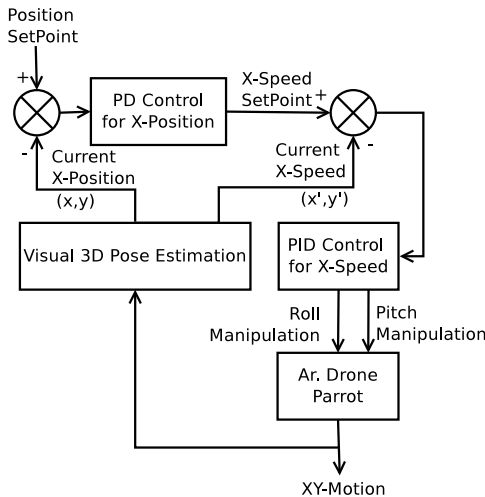 Position
SetPoint
+
PD Control
for X-Position
X-Speed
SetPoint
+
-
Current
X-Position
(x,y)
Current
X-Speed
(x',y')
-
Visual 3D Pose Estimation
PID Control
for X-Speed
Roll
Manipulation
Pitch
Manipulation
Ar. Drone
Parrot
XY-Motion